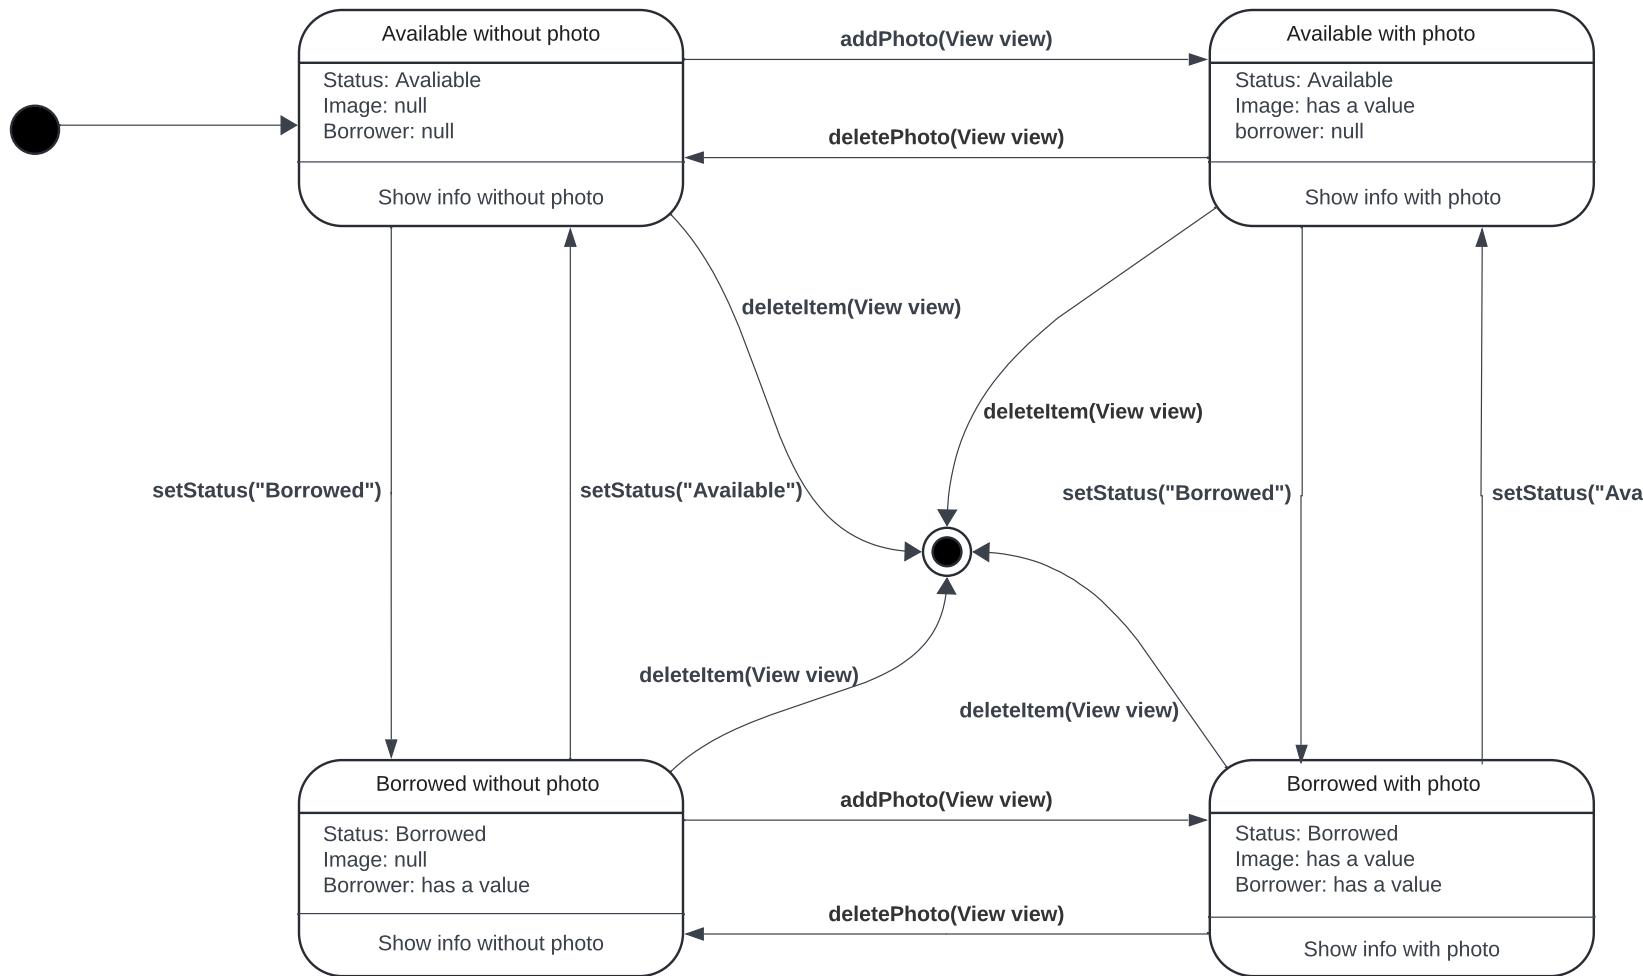 Available without photo
Status: Avaliable
Image: null
Borrower: null
Show info without photo
addPhoto(View view)
deletePhoto(View view)
Available with photo
Status: Available
Image: has a value
borrower: null
Show info with photo
deleteItem(View view)
deleteItem(View view)
setStatus("Borrowed")
setStatus("Available")
setStatus("Borrowed")
setStatus("Ava
deleteItem(View view)
deleteItem(View view)
Borrowed without photo
Status: Borrowed
Image: null
Borrower: has a value
Show info without photo
addPhoto(View view)
deletePhoto(View view)
Borrowed with photo
Status: Borrowed
Image: has a value
Borrower: has a value
Show info with photo